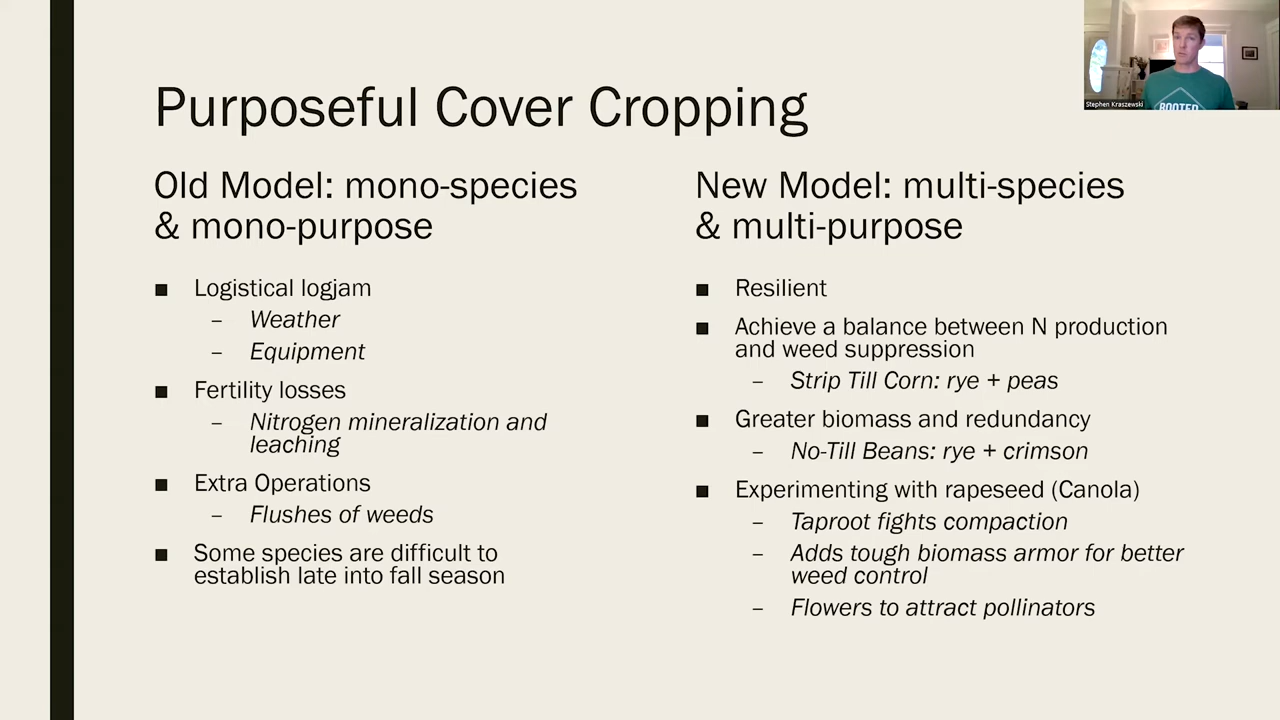 Purposeful Cover Cropping
Old Model: mono-species
& mono-purpose
■ Logistical logjam
– Weather
– Equipment
■ Fertility losses
– Nitrogen mineralization and
leaching
■ Extra Operations
– Flushes of weeds
■ Some species are difficult to
establish late into fall season
New Model: multi-species
& multi-purpose
■ Resilient
■ Achieve a balance between N production
and weed suppression
– Strip Till Corn: rye + peas
■ Greater biomass and redundancy
– No-Till Beans: rye + crimson
■ Experimenting with rapeseed (Canola)
– Taproot fights compaction
– Adds tough biomass armor for better
weed control
– Flowers to attract pollinators
ROOTED
Stephen Kraszewski